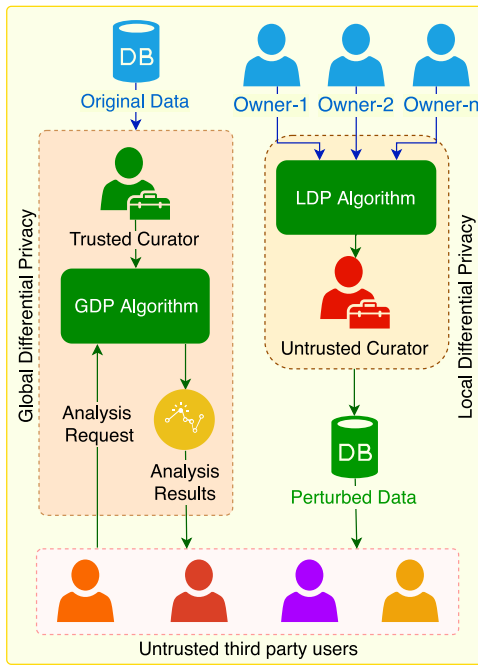 DB
Original Data
Owner-1
Owner-2
Owner-n
Global Differential Privacy
Trusted Curator
GDP Algorithm
Analysis
Request
Analysis
Results
LDP Algorithm
Untrusted Curator
Local Differential Privacy
DB
Perturbed Data
Untrusted third party users